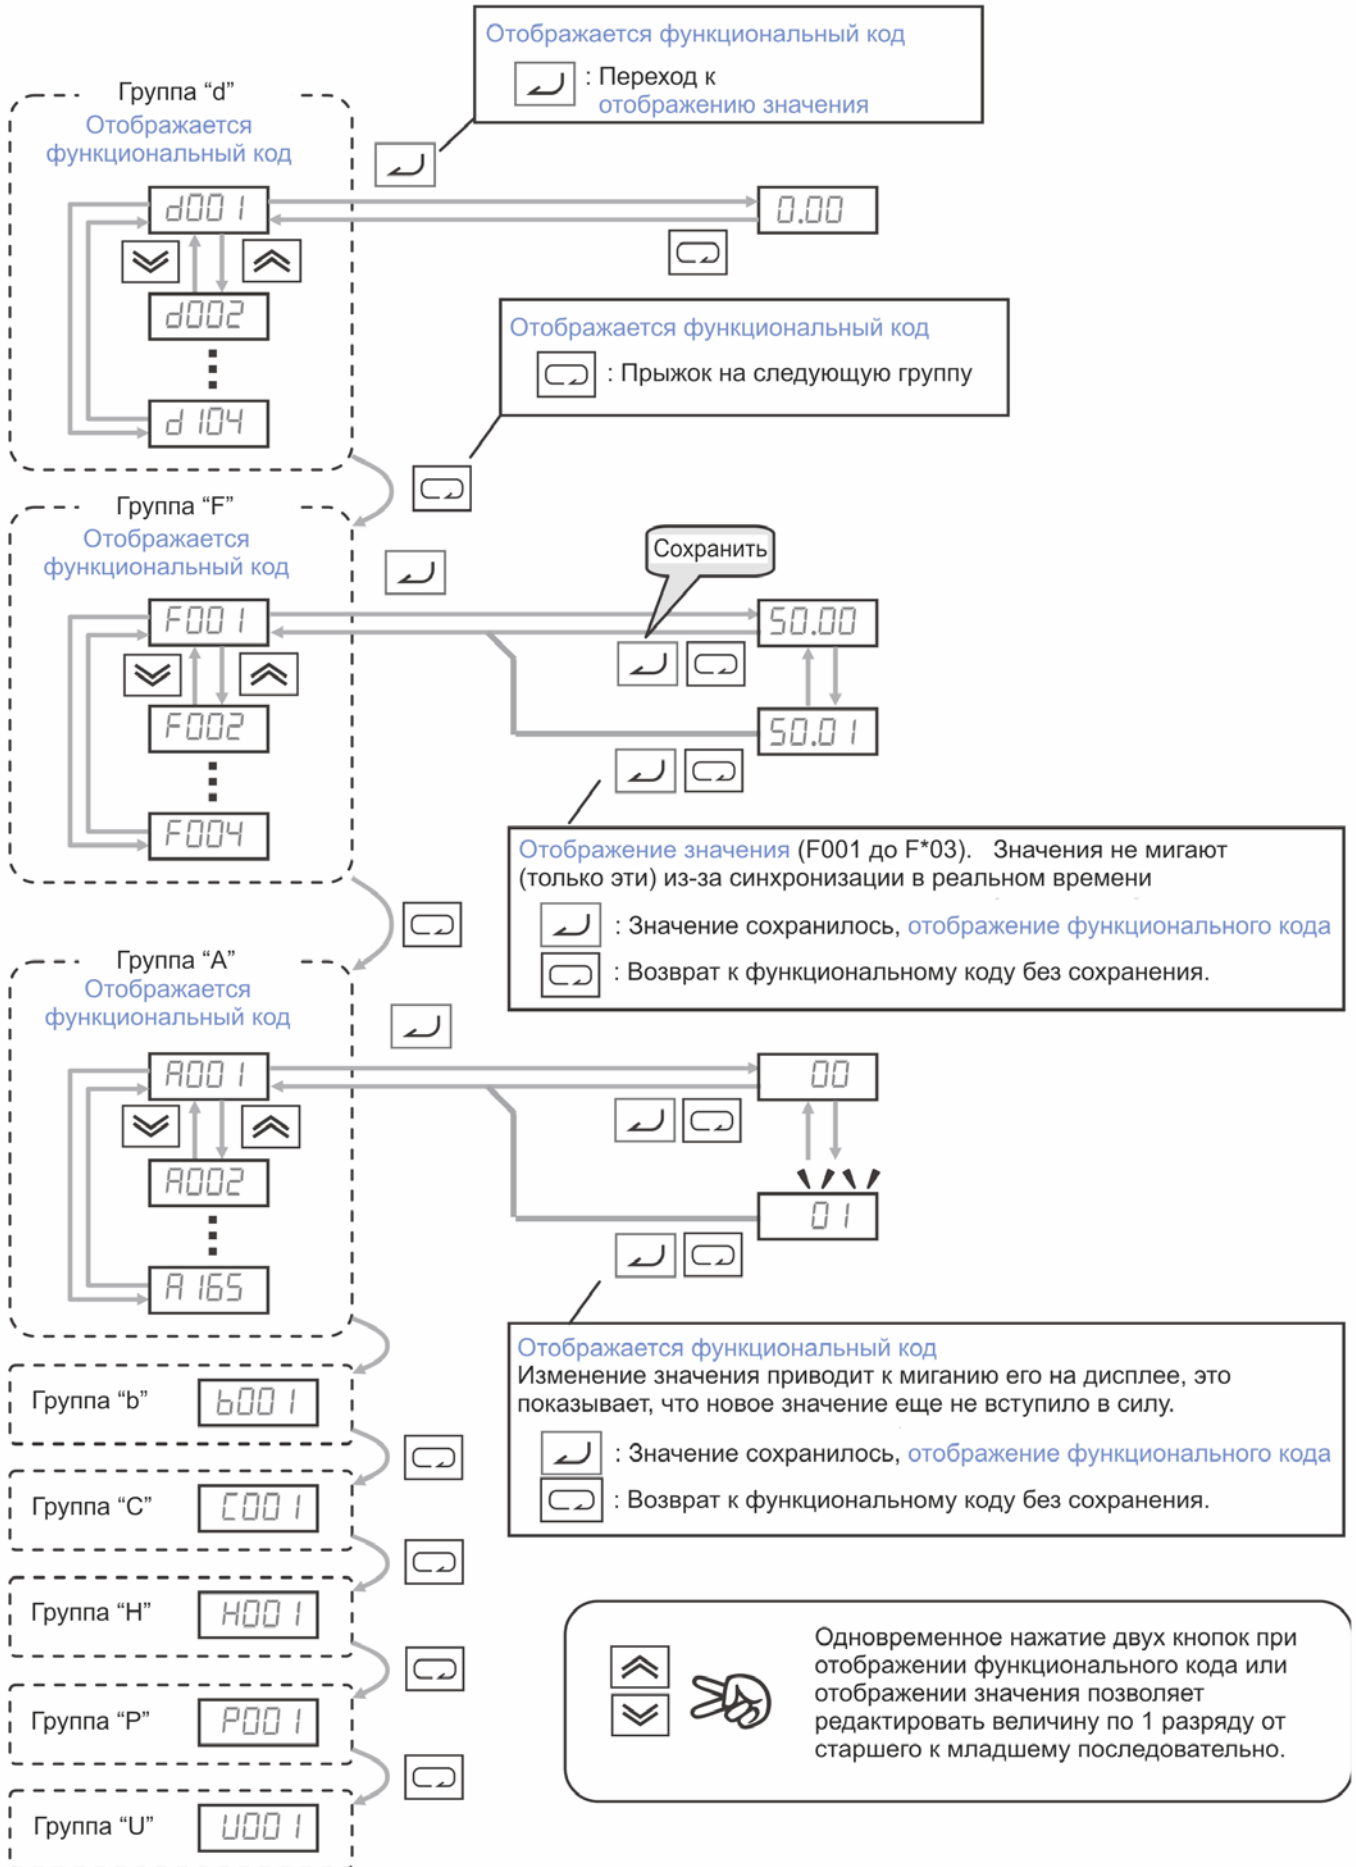 Отображается функциональный код
: Переход к
отображению значения
Группа “d”
Отображается
функциональный код
d001
0.00
d002
d104
Отображается функциональный код
: Прыжок на следующую группу
Группа “F”
Отображается
функциональный код
Сохранить
F001
50.00
F002
50.01
F004
Отображение значения (F001 до F*03). Значения не мигают
(только эти) из-за синхронизации в реальном времени
: Значение сохранилось, отображение функционального кода
: Возврат к функциональному коду без сохранения.
Группа “A”
Отображается
функциональный код
A001
00
A002
01
A165
Отображается функциональный код
Изменение значения приводит к миганию его на дисплее, это
показывает, что новое значение еще не вступило в силу.
: Значение сохранилось, отображение функционального кода
: Возврат к функциональному коду без сохранения.
Группа “b”
b001
Группа “C”
C001
Группа “H”
H001
Группа “P”
P001
Группа “U”
U001
Одновременное нажатие двух кнопок при
отображении функционального кода или
отображении значения позволяет
редактировать величину по 1 разряду от
старшего к младшему последовательно.